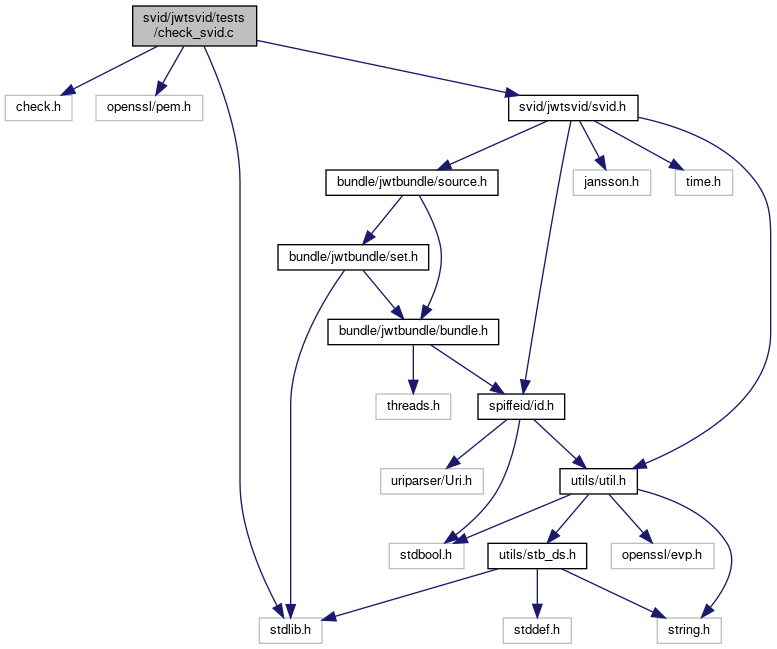 svid/jwtsvid/tests
/check_svid.c
check.h
openssl/pem.h
svid/jwtsvid/svid.h
bundle/jwtbundle/source.h
jansson.h
time.h
bundle/jwtbundle/set.h
bundle/jwtbundle/bundle.h
threads.h
spiffeid/id.h
uriparser/Uri.h
utils/util.h
stdbool.h
utils/stb_ds.h
openssl/evp.h
stdlib.h
stddef.h
string.h